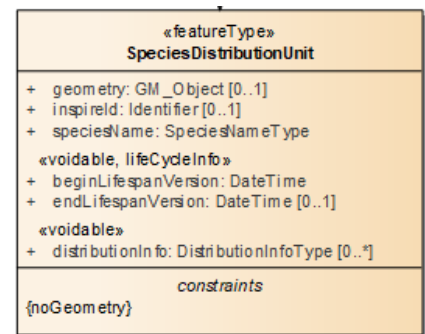 «featureType»
SpeciesDistributionUnit
+ geometry: GM_Object [0..1]
+ inspireId: Identifier [0..1]
+ speciesName: SpeciesNameType
«voidable, lifeCycleInfo»
+ beginLifespanVersion: DateTime
+ endLifespanVersion: DateTime [0..1]
«voidable»
+ distributionInfo: DistributionInfoType [0..*]
constraints
{noGeometry}